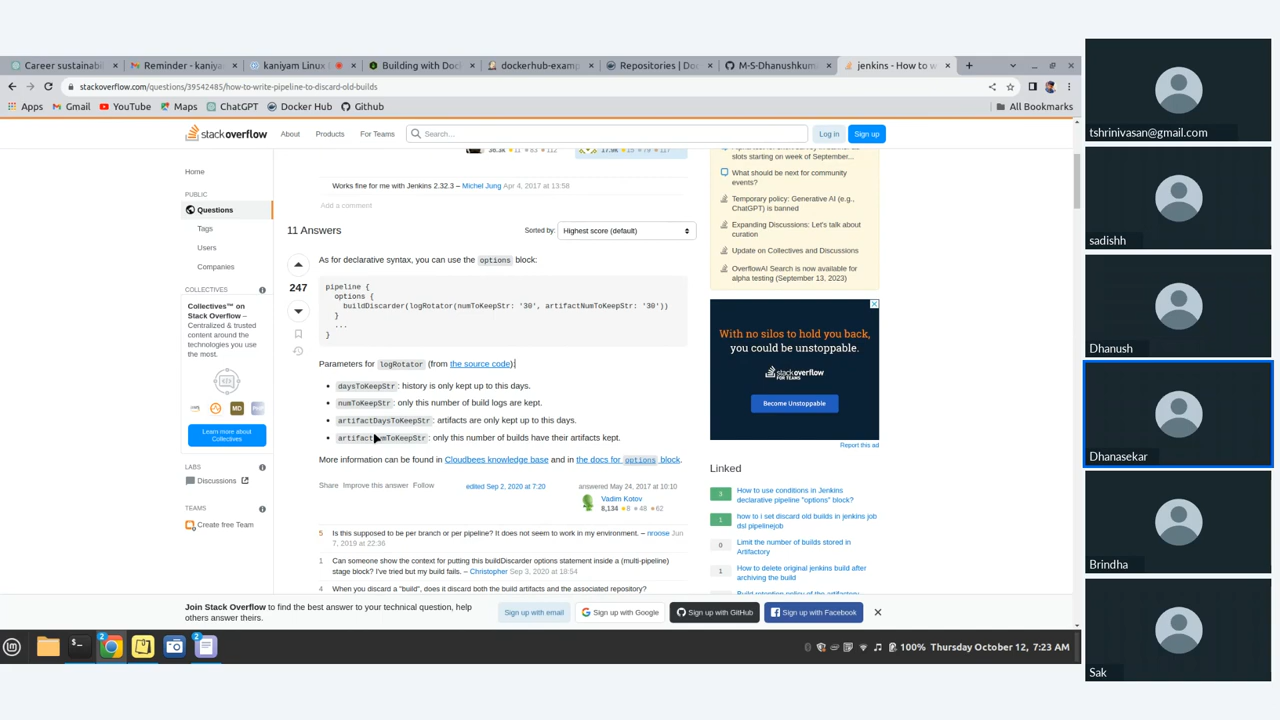 Career sustainab
Reminder - kaniya
kaniyam Linux
Building with Doc
dockerhub-examp
Repositories | Doc
M-S-Dhanushkum
jenkins - How to w
stackoverflow.com/questions/39542485/how-to-write-pipeline-to-discard-old-builds
Apps
Gmail
YouTube
Maps
ChatGPT
Docker Hub
Github
All Bookmarks
stackoverflow
About
Products
For Teams
Search...
Log in
Sign up
Home
PUBLIC
Questions
Tags
Users
Companies
COLLECTIVES
Collectives™ on
Stack Overflow –
Centralized & trusted
content around the
technologies you
use the most.
Learn more about
Collectives
LABS
Discussions
TEAMS
Create free Team
Works fine for me with Jenkins 2.32.3 – Michel Jung Apr 4, 2017 at 13:58
Add a comment
11 Answers
Sorted by:
Highest score (default)
247
As for declarative syntax, you can use the options block:
pipeline {
options {
buildDiscarder(logRotator(numToKeepStr: '30', artifactNumToKeepStr: '30'))
}
...
}
Parameters for logRotator (from the source code):
daysToKeepStr: history is only kept up to this days.
numToKeepStr: only this number of build logs are kept.
artifactDaysToKeepStr: artifacts are only kept up to this days.
artifactNumToKeepStr: only this number of builds have their artifacts kept.
More information can be found in Cloudbees knowledge base and in the docs for options block.
Share Improve this answer Follow
edited Sep 2, 2020 at 7:20
answered May 24, 2017 at 10:10
Vadim Kotov
8,134 8 48 62
5 Is this supposed to be per branch or per pipeline? It does not seem to work in my environment. – nroose Jun
7, 2019 at 22:36
1 Can someone show the context for putting this buildDiscarder options statement inside a (multi-pipeline)
stage block? I've tried but my build fails. – Christopher Sep 3, 2020 at 18:54
4 When you discard a "build", does it discard both the build artifacts and the associated repository?
slots starting on week of September...
What should be next for community
events?
Temporary policy: Generative AI (e.g.,
ChatGPT) is banned
Expanding Discussions: Let's talk about
curation
Update on Collectives and Discussions
OverflowAI Search is now available for
alpha testing (September 13, 2023)
With no silos to hold you back,
you could be unstoppable.
stackoverflow
FOR TEAMS
Become Unstoppable
Report this ad
Linked
3 How to use conditions in Jenkins
declarative pipeline "options" block?
1 how to i set discard old builds in jenkins job
dsl pipelinejob
0 Limit the number of builds stored in
Artifactory
1 How to delete original jenkins build after
archiving the build
Build retention policy of the artifactory
Join Stack Overflow to find the best answer to your technical question, help
others answer theirs.
Sign up with email
Sign up with Google
Sign up with GitHub
Sign up with Facebook
2
2
100% Thursday October 12, 7:23 AM
tshrinivasan@gmail.com
sadishh
Dhanush
Dhanasekar
Brindha
Sak